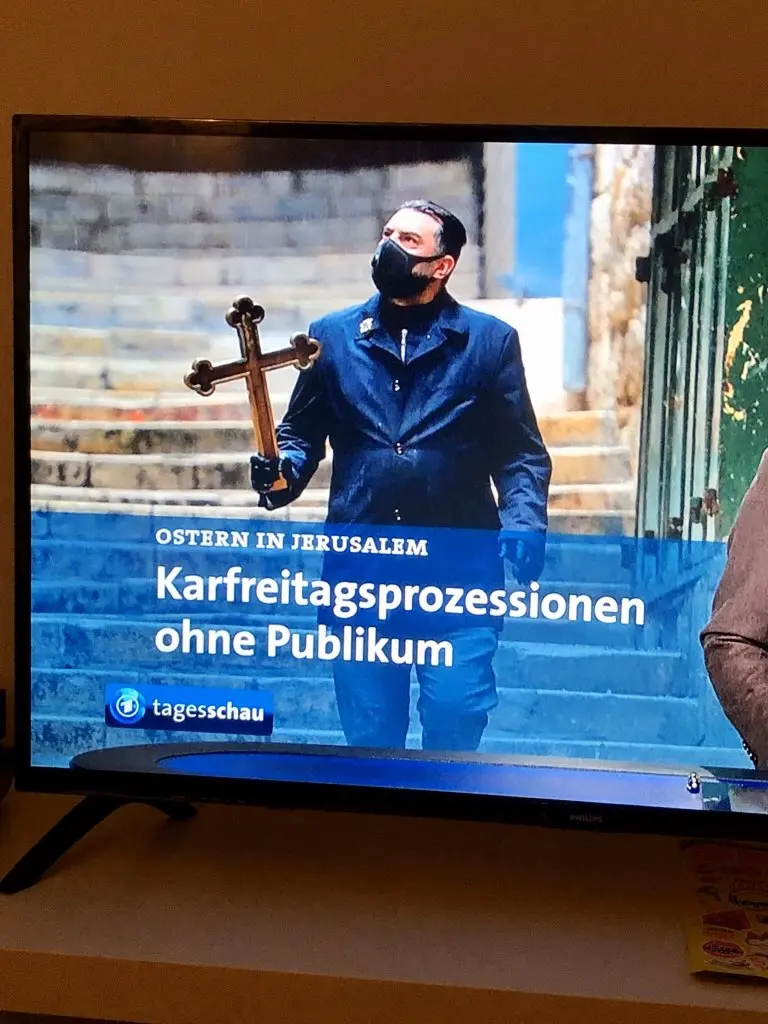 OSTERN IN JERUSALEM
Karfreitagsprozessionen
ohne Publikum
tagesschau
PHILIPS